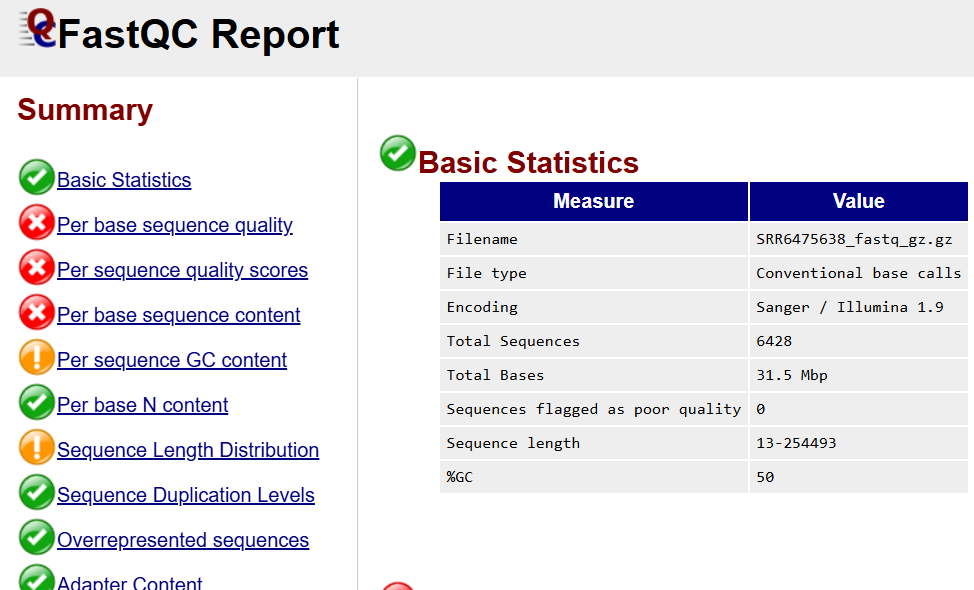 FastQC Report
Summary
Basic Statistics
Per base sequence quality
Per sequence quality scores
Per base sequence content
Per sequence GC content
Per base N content
Sequence Length Distribution
Sequence Duplication Levels
Overrepresented sequences
Adapter Content
Basic Statistics
Measure Value
Filename SRR6475638_fastq_gz.gz
File type Conventional base calls
Encoding Sanger / Illumina 1.9
Total Sequences 6428
Total Bases 31.5 Mbp
Sequences flagged as poor quality 0
Sequence length 13-254493
%GC 50